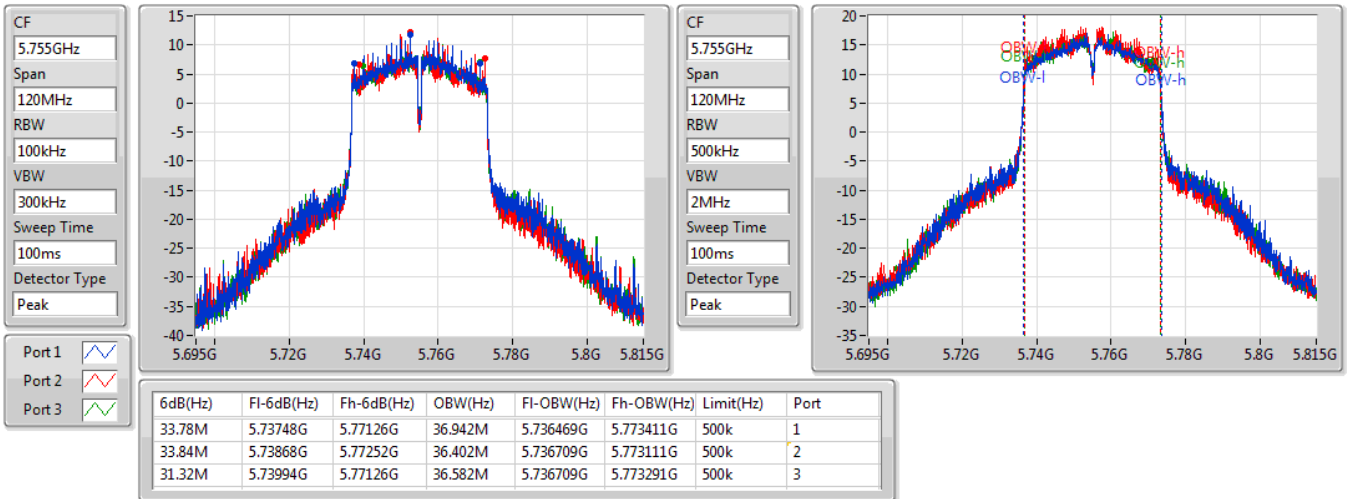 CF
5.755GHz
Span
120MHz
RBW
100kHz
VBW
300kHz
Sweep Time
100ms
Detector Type
Peak
15
10
5
0
-5
-10
-15
-20
-25
-30
-35
-40
5.695G 5.72G 5.74G 5.76G 5.78G 5.8G 5.815G
CF
5.755GHz
Span
120MHz
RBW
500kHz
VBW
2MHz
Sweep Time
100ms
Detector Type
Peak
20
15
10
5
0
-5
-10
-15
-20
-25
-30
-35
OBW-l OBW-h
OBW-h
OBW-h
5.695G 5.72G 5.74G 5.76G 5.78G 5.8G 5.815G
Port 1
Port 2
Port 3
6dB(Hz) Fl-6dB(Hz) Fh-6dB(Hz) OBW(Hz) Fl-OBW(Hz) Fh-OBW(Hz) Limit(Hz) Port
33.78M 5.73748G 5.77126G 36.942M 5.736469G 5.773411G 500k 1
33.84M 5.73868G 5.77252G 36.402M 5.736709G 5.773111G 500k 2
31.32M 5.73994G 5.77126G 36.582M 5.736709G 5.773291G 500k 3